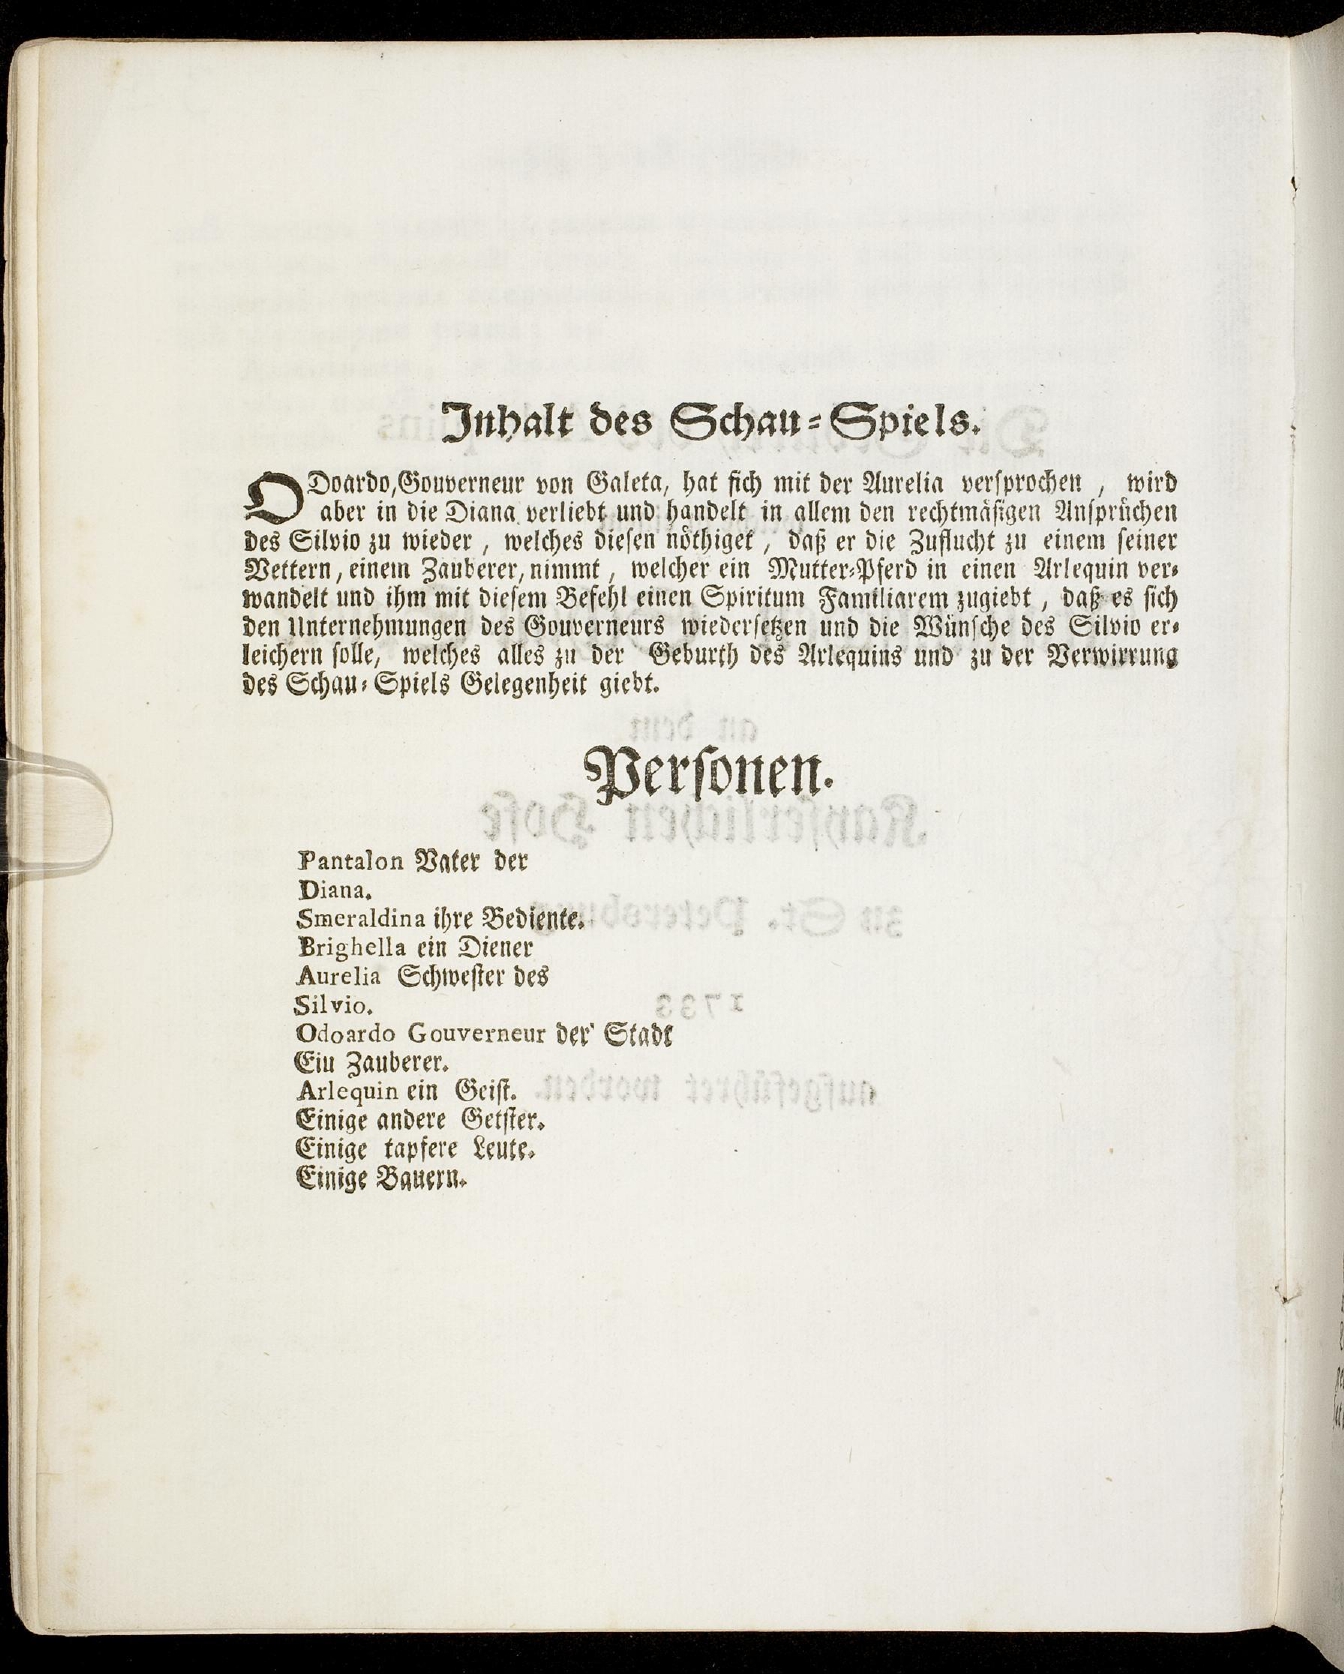 Inhalt des Schau-Spiels.
ODoardo, Gouverneur von Galeta, hat sich mit der Aurelia versprochen, wird
aber in die Diana verliebt und handelt in allem den rechtmäsigen Ansprüchen
des Silvio zu wieder, welches diesen nöthiget, daß er die Zuflucht zu einem seiner
Vettern, einem Zauberer, nimmt, welcher ein Mutter-Pferd in einen Arlequin ver-
wandelt und ihm mit diesem Befehl einen Spiritum Familiarem zugiebt, daß es sich
den Unternehmungen des Gouverneurs wiedersetzen und die Wünsche des Silvio er-
leichern solle, welches alles zu der Geburth des Arlequins und zu der Verwirrung
des Schau-Spiels Gelegenheit giebt.
Personen.
Pantalon Vater der
Diana.
Smeraldina ihre Bediente.
Brighella ein Diener
Aurelia Schwester des
Silvio.
Odoardo Gouverneur der Stadt
Eiu Zauberer.
Arlequin ein Geist.
Einige andere Getster.
Einige tapfere Leute.
Einige Bauern.